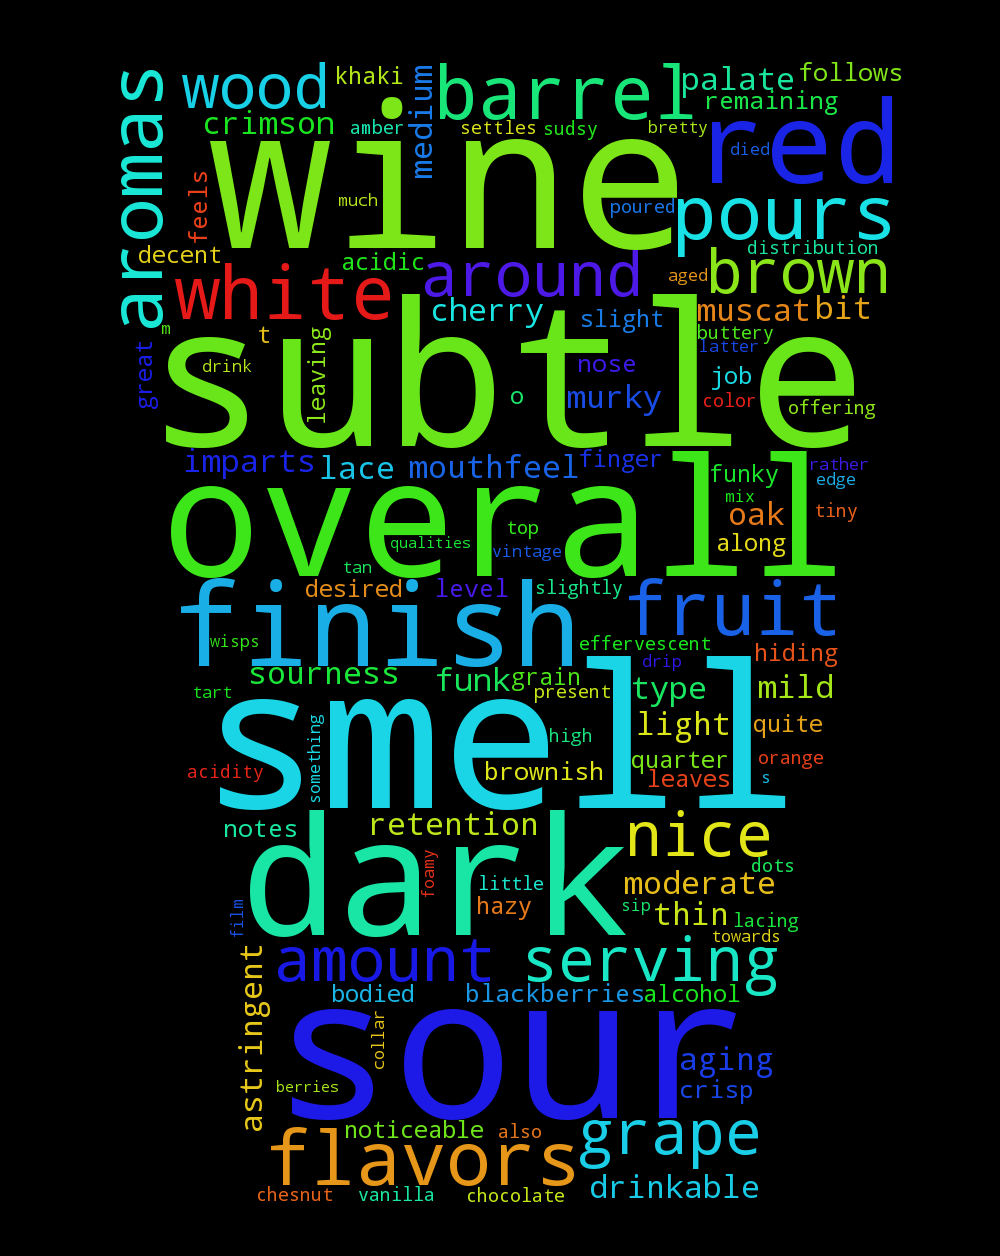 khaki
wood
barrel
palate
follows
remaining
aromas
crimson
amber
medium
settles
sudsy
bretty
red
died
wine
much
feels
poured
pours
decent
acidic
distribution
white
around
aged
brown
cherry
slight
muscat
bit
m
t
leaving
buttery
latter
great
drink
nose
job
subtle
o
murky
color
offering
imparts
lace
mouthfeel
finger
funky
rather
edge
mix
oak
tiny
overall
top
along
qualities
vintage
tan
finish
desired
level
slightly
fruit
wisps
effervescent
hiding
drip
sourness
funk
grain
type
mild
tart
present
smell
something
high
light
quite
acidity
brownish
quarter
orange
leaves
s
notes
retention
nice
dark
foamy
little
dots
moderate
hazy
sip
thin
lacing
film
towards
amount
serving
astringent
bodied
blackberries
alcohol
sour
collar
aging
berries
crisp
noticeable
also
grape
flavors
drinkable
chesnut
vanilla
chocolate